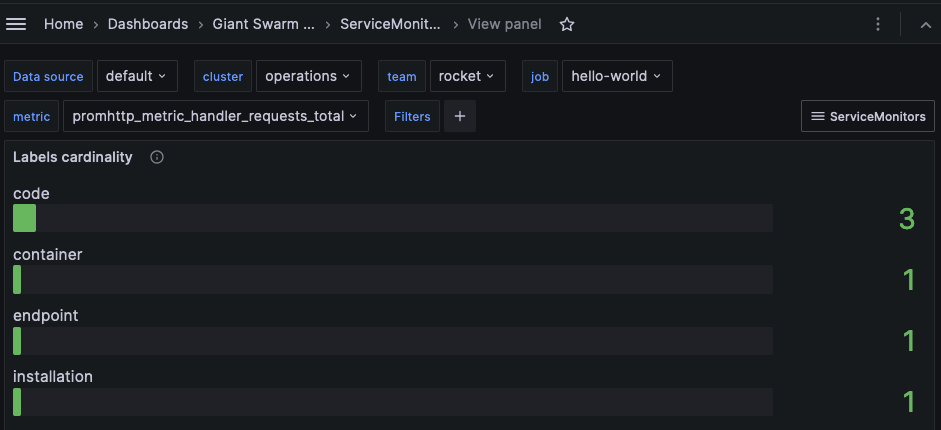 Home > Dashboards > Giant Swarm ... > ServiceMonit... > View panel
Data source default cluster operations team rocket job hello-world
metric promhttp_metric_handler_requests_total Filters + ServiceMonitors
Labels cardinality
code
3
container
1
endpoint
1
installation
1